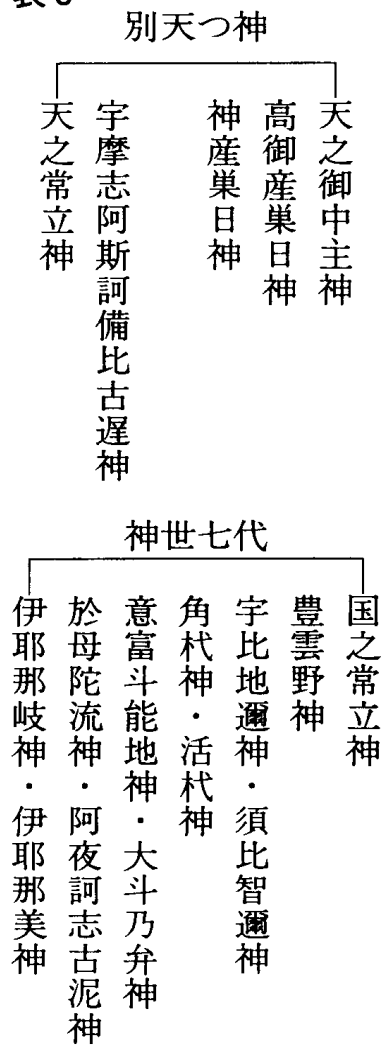 別天つ神
天之御中主神
高御産巣日神
神産巣日神
宇摩志阿斯訶備比古遅神
天之常立神
神世七代
国之常立神
豊雲野神
宇比地邇神・須比智邇神
角杙神・活杙神
意富斗能地神・大斗乃弁神
於母陀流神・阿夜訶志古泥神
伊耶那岐神・伊耶那美神